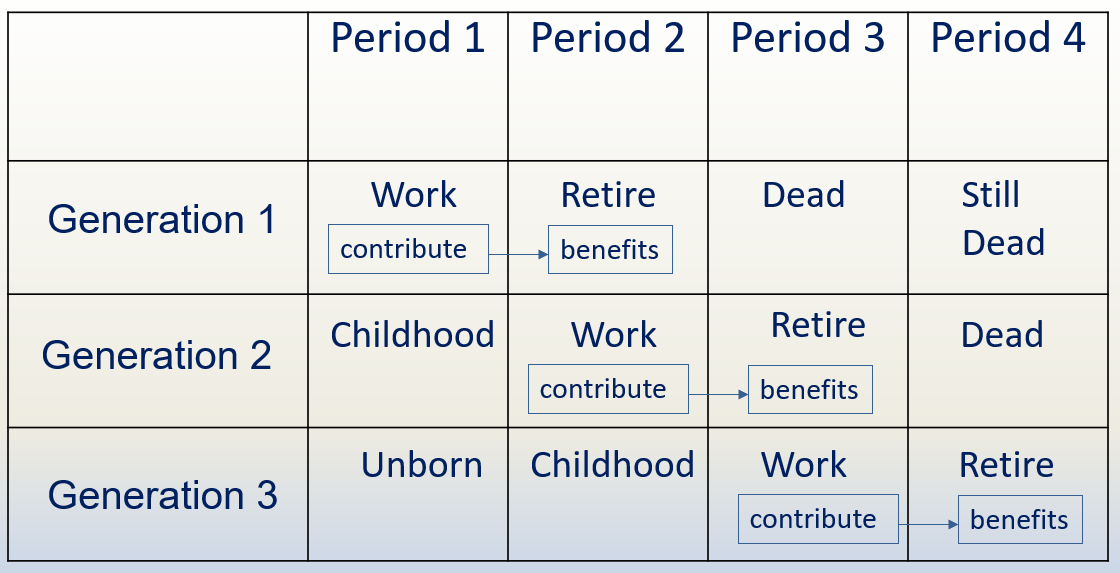 Period 1 Period 2 Period 3 Period 4
Generation 1
Work
contribute
Retire
benefits
Dead
Still
Dead
Generation 2
Childhood
Work
contribute
Retire
benefits
Dead
Generation 3
Unborn
Childhood
Work
contribute
Retire
benefits